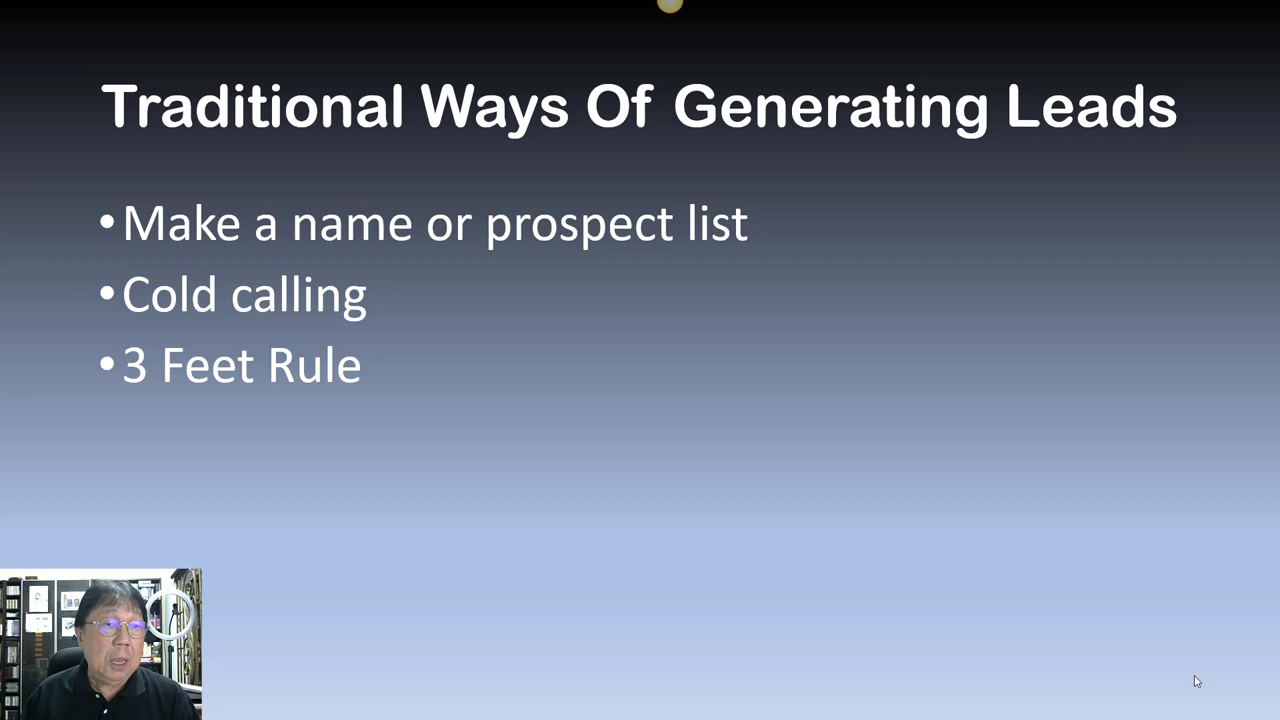 Traditional Ways Of Generating Leads
•Make a name or prospect list
•Cold calling
•3 Feet Rule